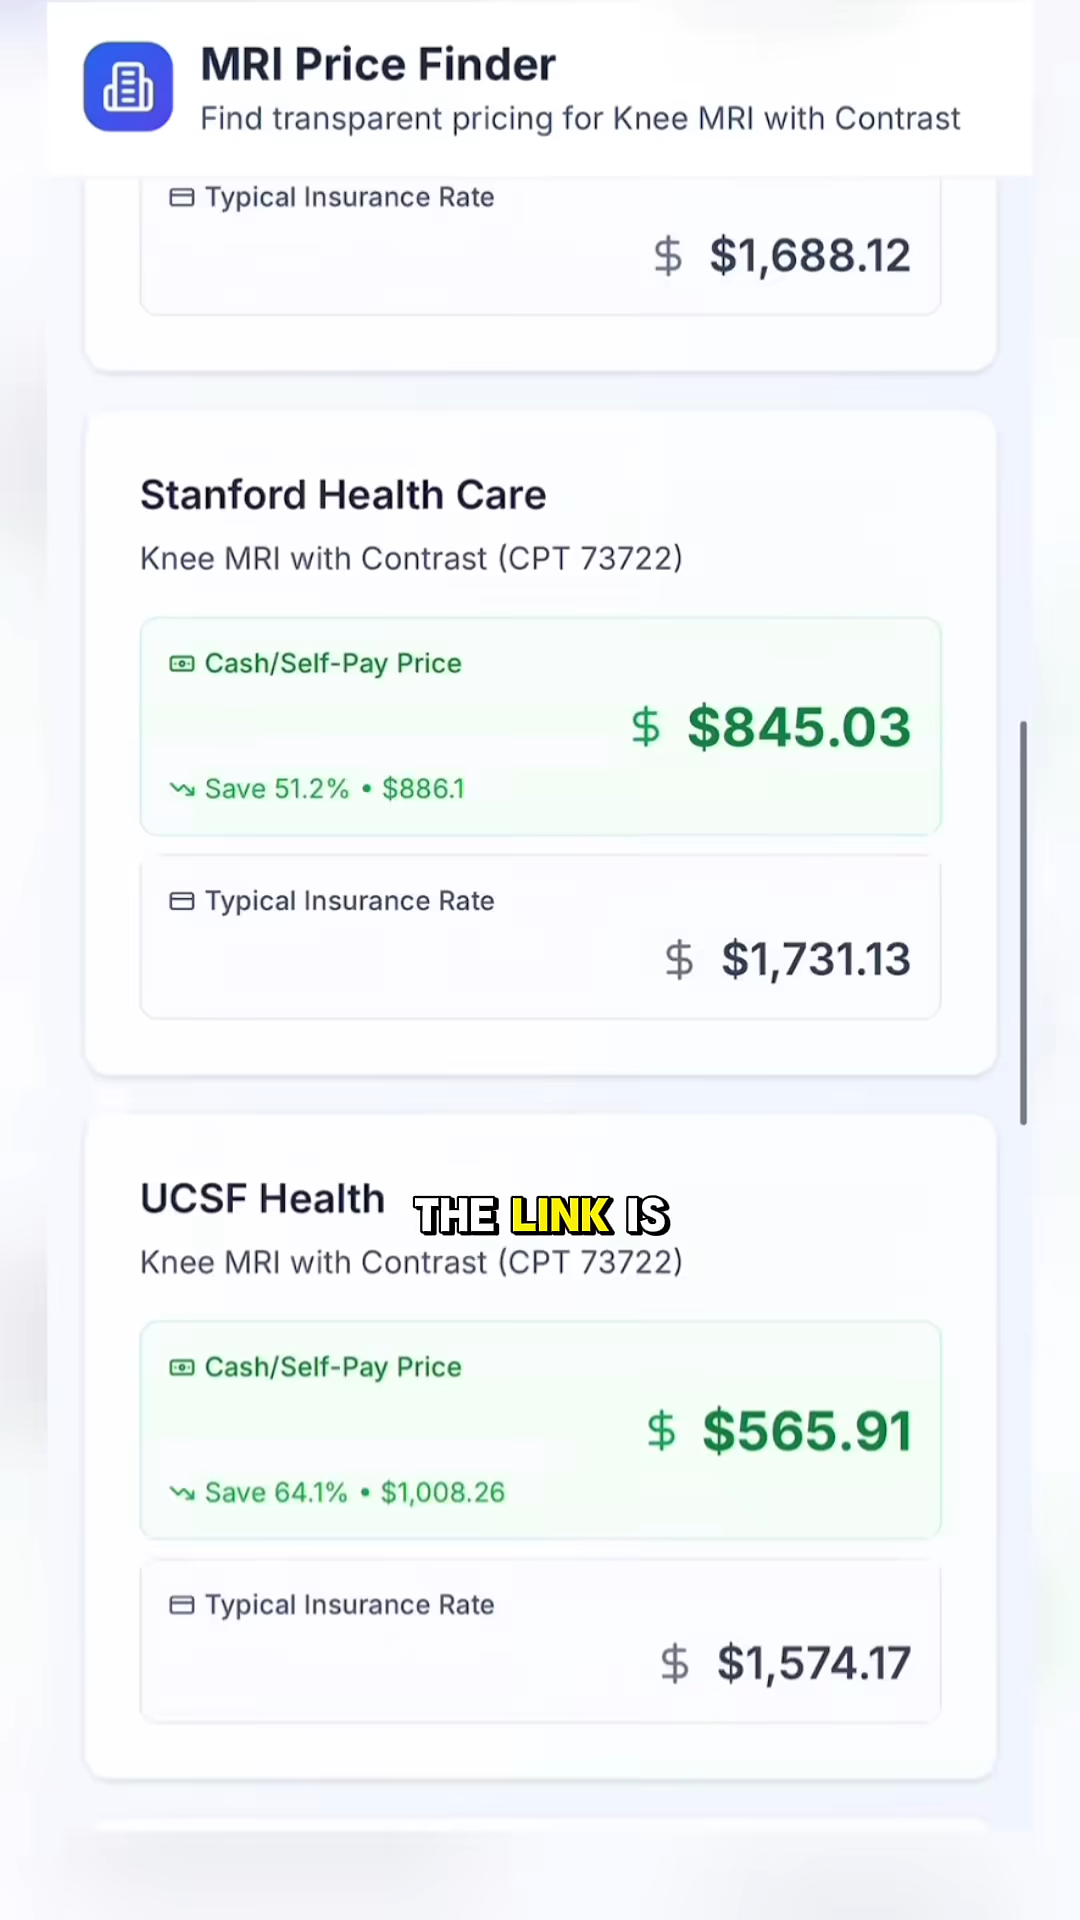 MRI Price Finder
Find transparent pricing for Knee MRI with Contrast
Typical Insurance Rate
$ $1,688.12
Stanford Health Care
Knee MRI with Contrast (CPT 73722)
Cash/Self-Pay Price
$ $845.03
Save 51.2% • $886.1
Typical Insurance Rate
$ $1,731.13
UCSF Health
THE LINK IS
Knee MRI with Contrast (CPT 73722)
Cash/Self-Pay Price
$ $565.91
Save 64.1% • $1,008.26
Typical Insurance Rate
$ $1,574.17